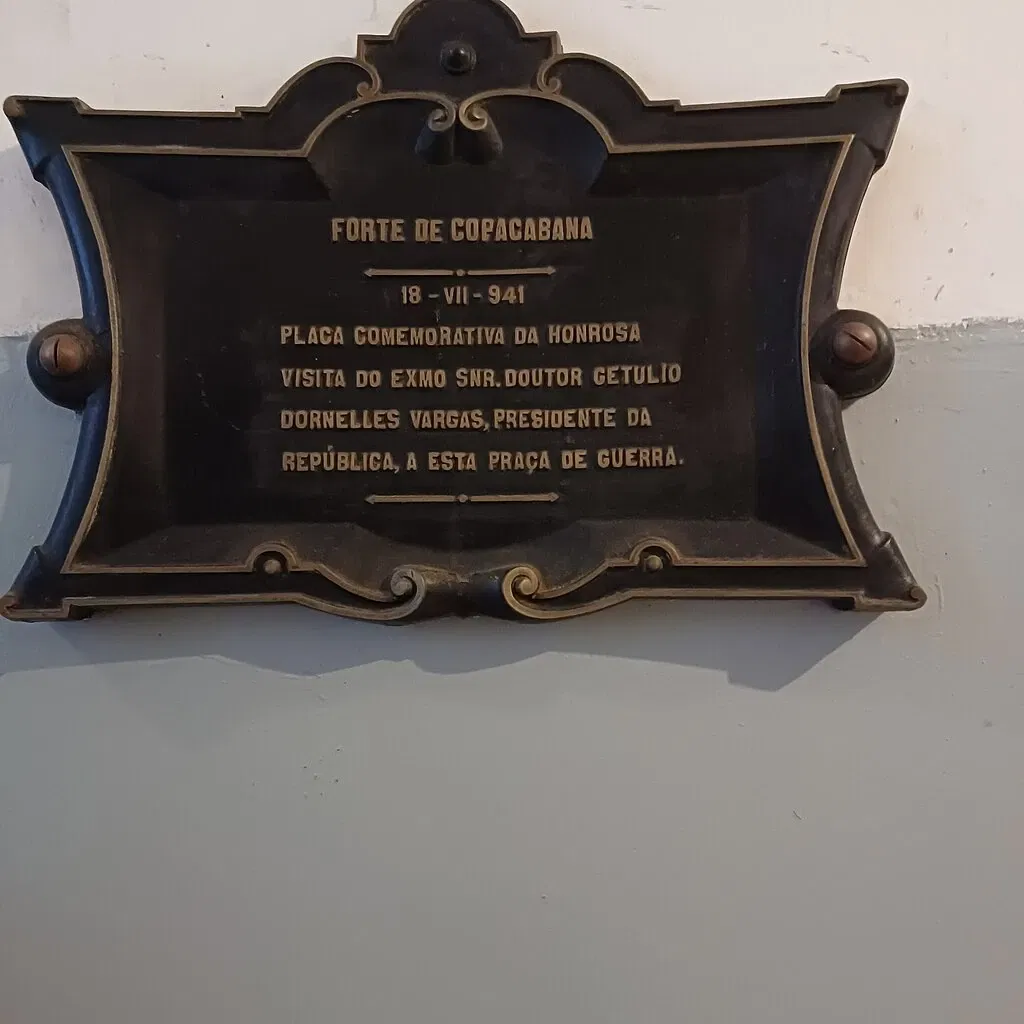 FORTE DE COPACABANA
18 - VII - 941
PLACA COMEMORATIVA DA HONROSA
VISITA DO EXMO SNR. DOUTOR GETULIO
DORNELLES VARGAS, PRESIDENTE DA
REPÚBLICA, A ESTA PRAÇA DE GUERRA.